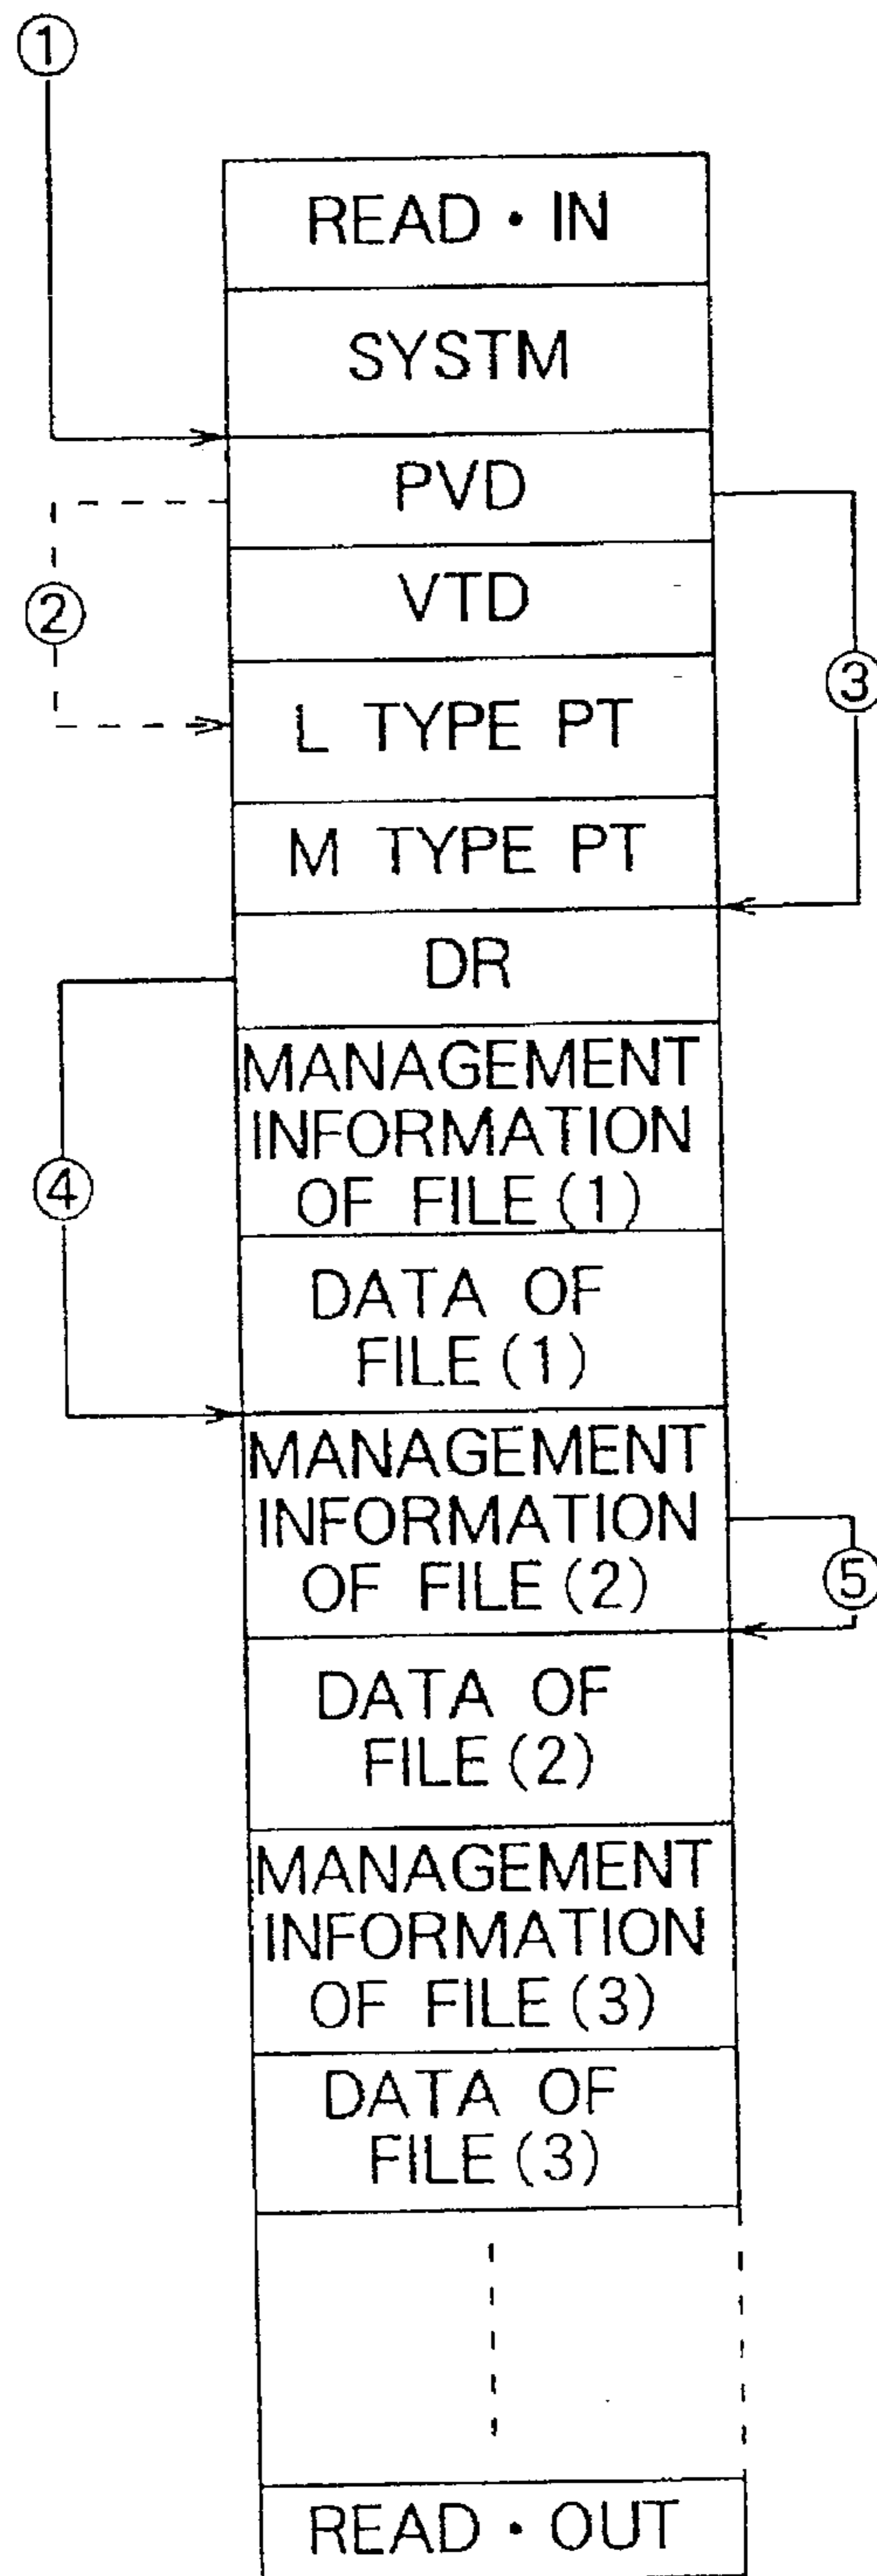 ①
READ・IN
SYSTM
PVD
②
VTD
③
L TYPE PT
M TYPE PT
DR
④
MANAGEMENT
INFORMATION
OF FILE (1)
DATA OF
FILE (1)
MANAGEMENT
INFORMATION
OF FILE (2)
⑤
DATA OF
FILE (2)
MANAGEMENT
INFORMATION
OF FILE (3)
DATA OF
FILE (3)
READ・OUT